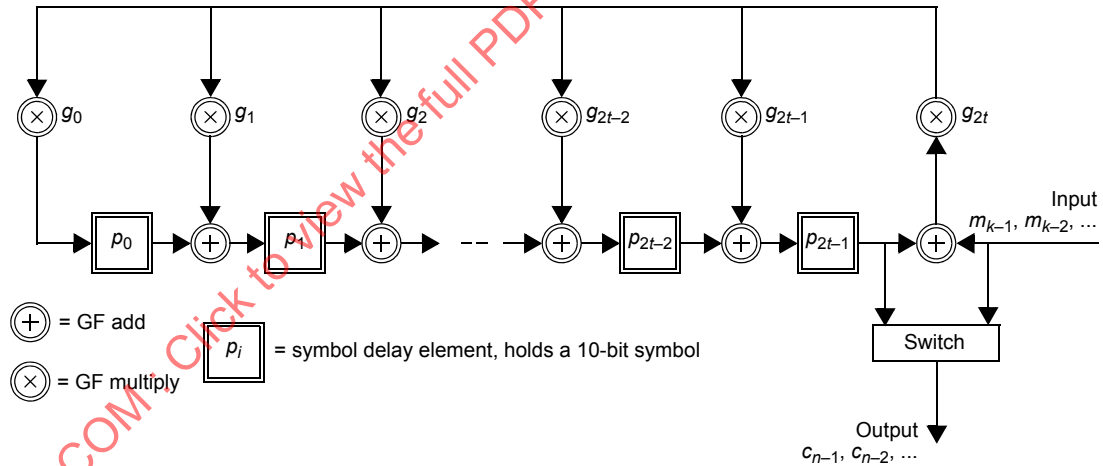 g0 g1 g2 g2t–2 g2t–1 g2t
Input
mk–1, mk–2, ...
p0 p1 -- p2t–2 p2t–1
= GF add
pi = symbol delay element, holds a 10-bit symbol
Switch
= GF multiply
Output
cn–1, cn–2, ...
COM : Click to view the full PDF